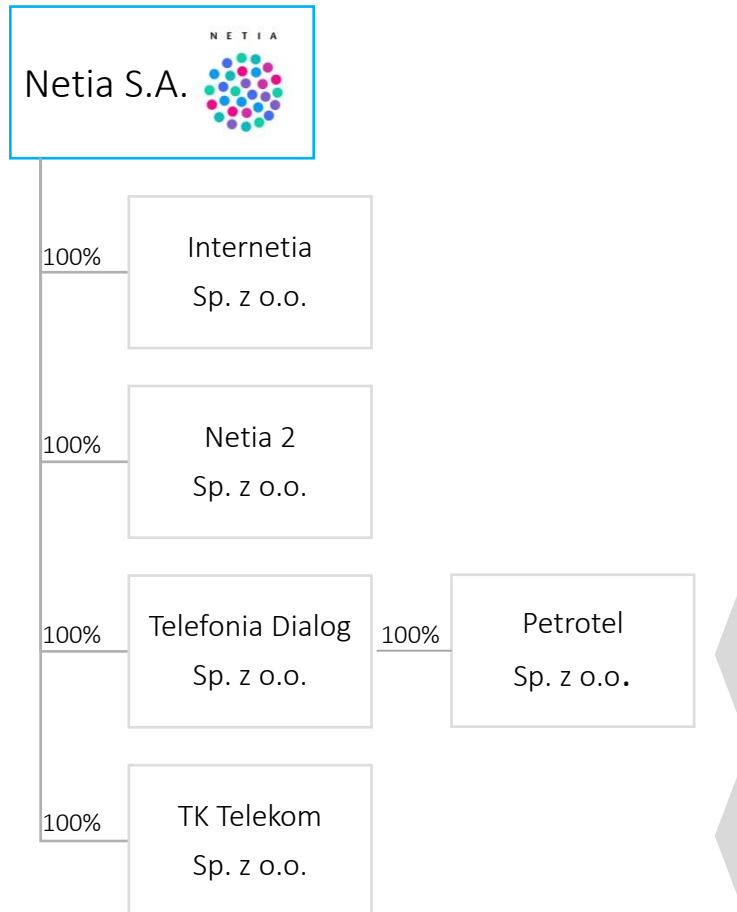 NETIA
Netia S.A.
100%
Internetia
Sp. z o.o.
100%
Netia 2
Sp. z o.o.
100%
Telefonia Dialog
Sp. z o.o.
100%
Petrotel
Sp. z o.o.
100%
TK Telekom
Sp. z o.o.